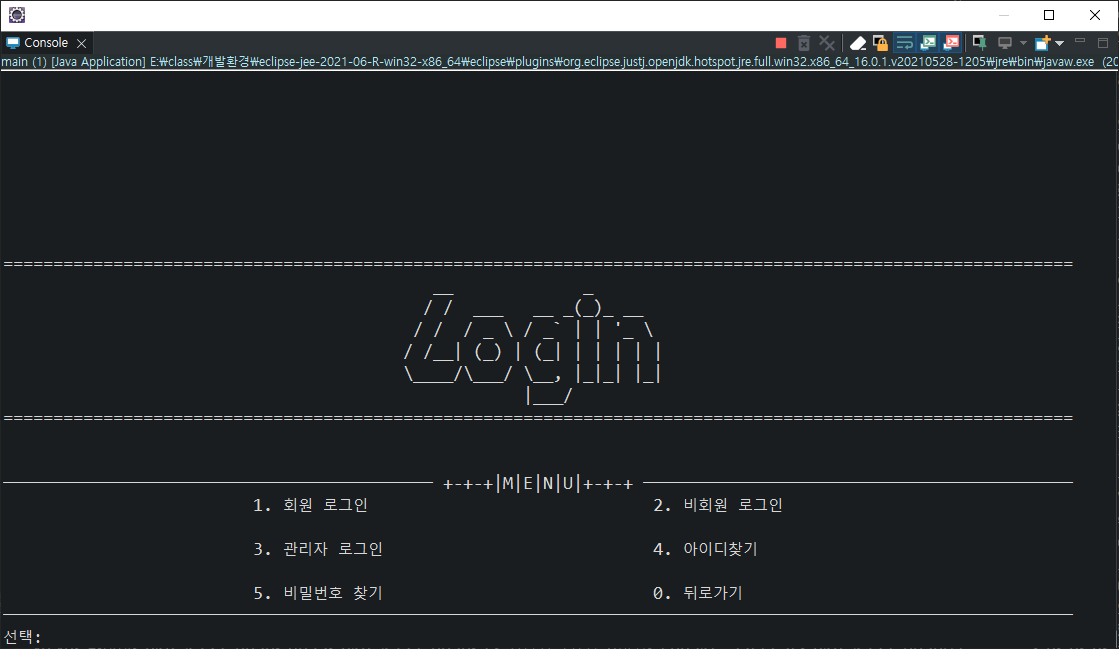 Console
main (1) [Java Application] E:₩class₩개발환경₩eclipse-jee-2021-06-R-win32-x86_64₩eclipse₩plugins₩org.eclipse.justj.openjdk.hotspot.jre.full.win32.x86_64_16.0.1.v20210528-1205₩jre₩bin₩javaw.exe (20
Login
+-+-+|M|E|N|U|+-+-+
1. 회원 로그인 2. 비회원 로그인
3. 관리자 로그인 4. 아이디찾기
5. 비밀번호 찾기 0. 뒤로가기
선택: